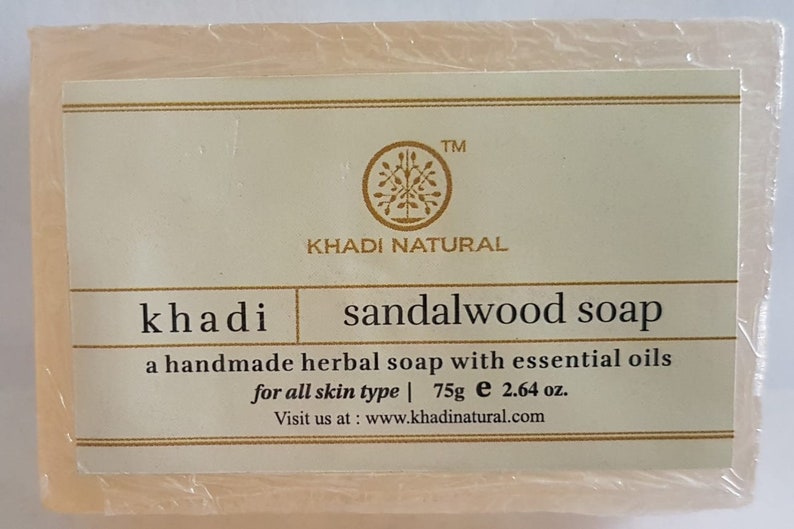 TM
KHADI NATURAL
khadi | sandalwood soap
a handmade herbal soap with essential oils
for all skin type | 75g e 2.64 oz.
Visit us at : www.khadinatural.com